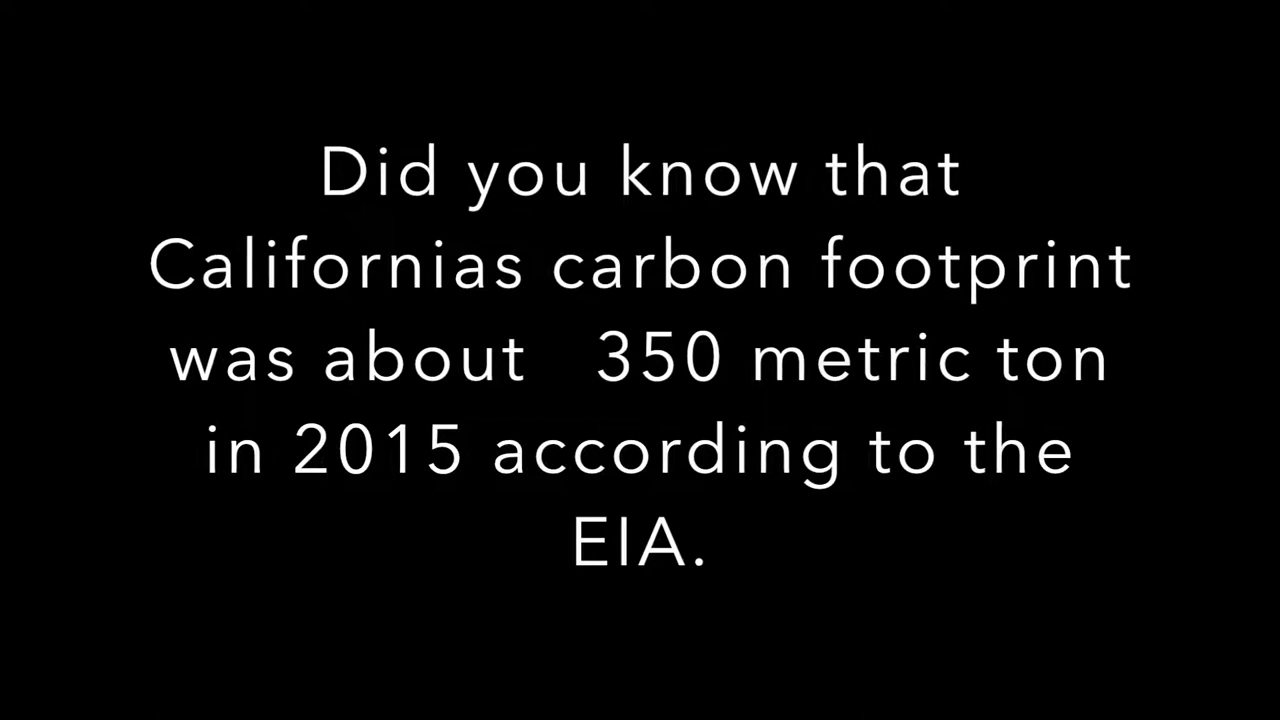 Did you know that
Californias carbon footprint
was about   350 metric ton
in 2015 according to the
EIA.